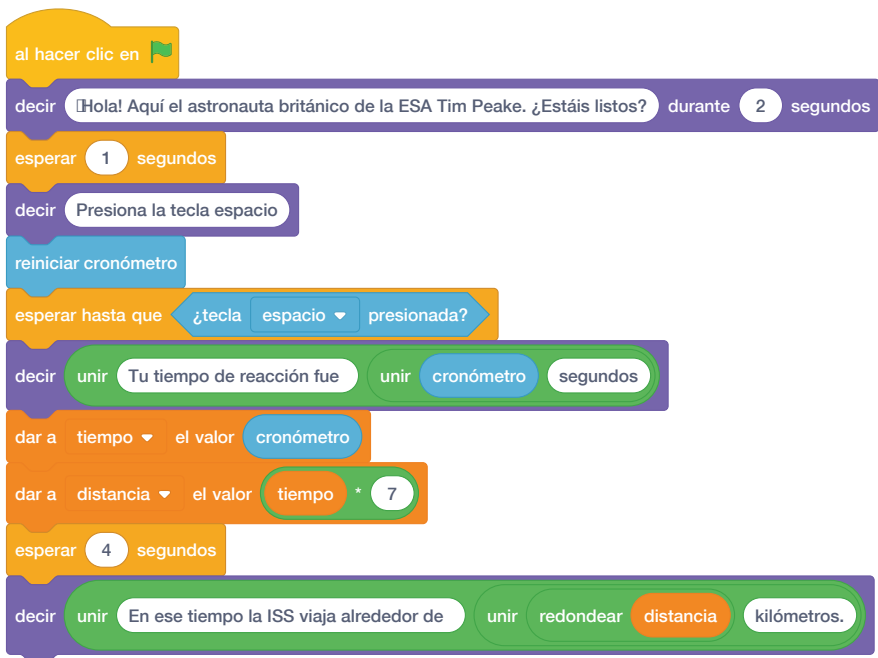 al hacer clic en
decir Hola! Aquí el astronauta británico de la ESA Tim Peake. ¿Estáis listos? durante 2 segundos
esperar 1 segundos
decir Presiona la tecla espacio
reiniciar cronómetro
esperar hasta que ¿tecla espacio presionada?
decir unir Tu tiempo de reacción fue unir cronómetro segundos
dar a tiempo el valor cronómetro
dar a distancia el valor tiempo * 7
esperar 4 segundos
decir unir En ese tiempo la ISS viaja alrededor de unir redondear distancia kilómetros.